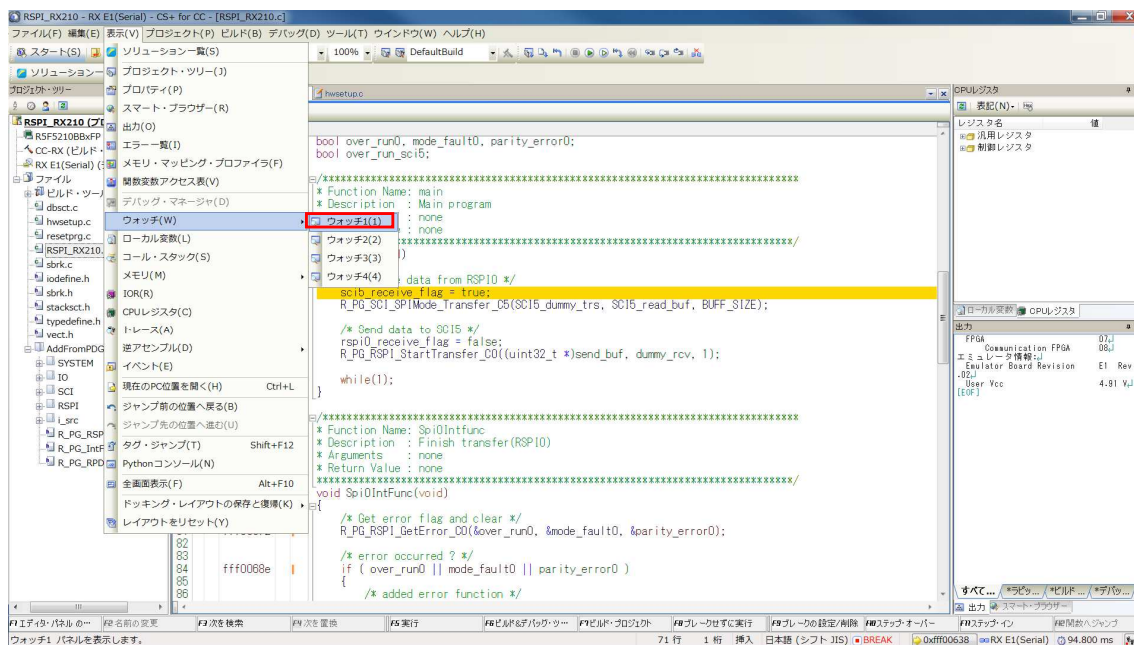 RSPI_RX210 - RX E1(Serial) - CS+ for CC - [RSPI_RX210.c]
ファイル(F) 編集(E) 表示(V) プロジェクト(P) ビルド(B) デバッグ(D) ツール(T) ウインドウ(W) ヘルプ(H)
スタート(S)
100%
DefaultBuild
ソリューション一
プロジェクト・ツリー
RSPI_RX210 (プロ
R5F5210BBxFP
CC-RX (ビルド・
RX E1(Serial) (
ファイル
ビルド・ツー
dbsct.c
hwsetup.c
resetprg.c
RSPI_RX210.
sbrk.c
iodefine.h
sbrk.h
stacksct.h
typedefine.h
vect.h
AddFromPDG
SYSTEM
IO
SCI
RSPI
i_src
R_PG_RSP
R_PG_IntF
R_PG_RPD
ソリューション一覧(S)
プロジェクト・ツリー(J)
プロパティ(P)
スマート・ブラウザー(R)
出力(O)
エラー一覧(I)
メモリ・マッピング・プロファイラ(F)
関数変数アクセス表(V)
デバッグ・マネージャ(D)
ウォッチ(W)
ローカル変数(L)
コール・スタック(S)
メモリ(M)
IOR(R)
CPUレジスタ(C)
トレース(A)
逆アセンブル(D)
イベント(E)
現在のPC位置を開く(H) Ctrl+L
ジャンプ前の位置へ戻る(B)
ジャンプ先の位置へ進む(U)
タグ・ジャンプ(T) Shift+F12
Pythonコンソール(N)
全画面表示(F) Alt+F10
ドッキング・レイアウトの保存と復帰(K)
レイアウトをリセット(Y)
ウォッチ1(1)
ウォッチ2(2)
ウォッチ3(3)
ウォッチ4(4)
hwsetup.c
bool over_run0, mode_fault0, parity_error0;
bool over_run_sci5;
* Function Name: main
* Description : Main program
: none
: none
data from RSPI0 */
scib_receive_flag = true;
R_PG_SCI_SPIMode_Transfer_C5(SCI5_dummy_trs, SCI5_read_buf, BUFF_SIZE);
/* Send data to SCI5 */
rspi0_receive_flag = false;
R_PG_RSPI_StartTransfer_C0((uint32_t *)send_buf, dummy_rcv, 1);
while(1);
}
* Function Name: Spi0Intfunc
* Description : Finish transfer(RSPI0)
* Arguments : none
* Return Value : none
void Spi0IntFunc(void)
{
/* Get error flag and clear */
R_PG_RSPI_GetError_C0(&over_run0, &mode_fault0, &parity_error0);
82
83
/* error occurred ? */
84 fff0068e if ( over_run0 || mode_fault0 || parity_error0 )
85 {
86 /* added error function */
CPUレジスタ
表記(N)
レジスタ名 値
汎用レジスタ
制御レジスタ
ローカル変数 CPUレジスタ
出力
FPGA 07
Communication FPGA 08
エミュレータ情報:
Emulator Board Revision E1 Rev
.02
User Vcc 4.91 V
[EOF]
すべて... *ラピッ... *ビルド ... *デバッ...
出力 スマート・ブラウザー
F1 エディタ・パネル の… F2 名前の変更 F3 次を検索 F4 次を置換 F5 実行 F6 ビルド&デバッグ・ツ… F7 ビルド・プロジェクト F8 ブレークせずに実行 F9 ブレークの設定/削除 F10 ステップ・オーバー F11 ステップ・イン F12 関数へジャンプ
ウォッチ1 パネルを表示します。 71 行 1 桁 挿入 日本語 (シフト JIS) BREAK 0xfff00638 RX E1(Serial) 94.800 ms